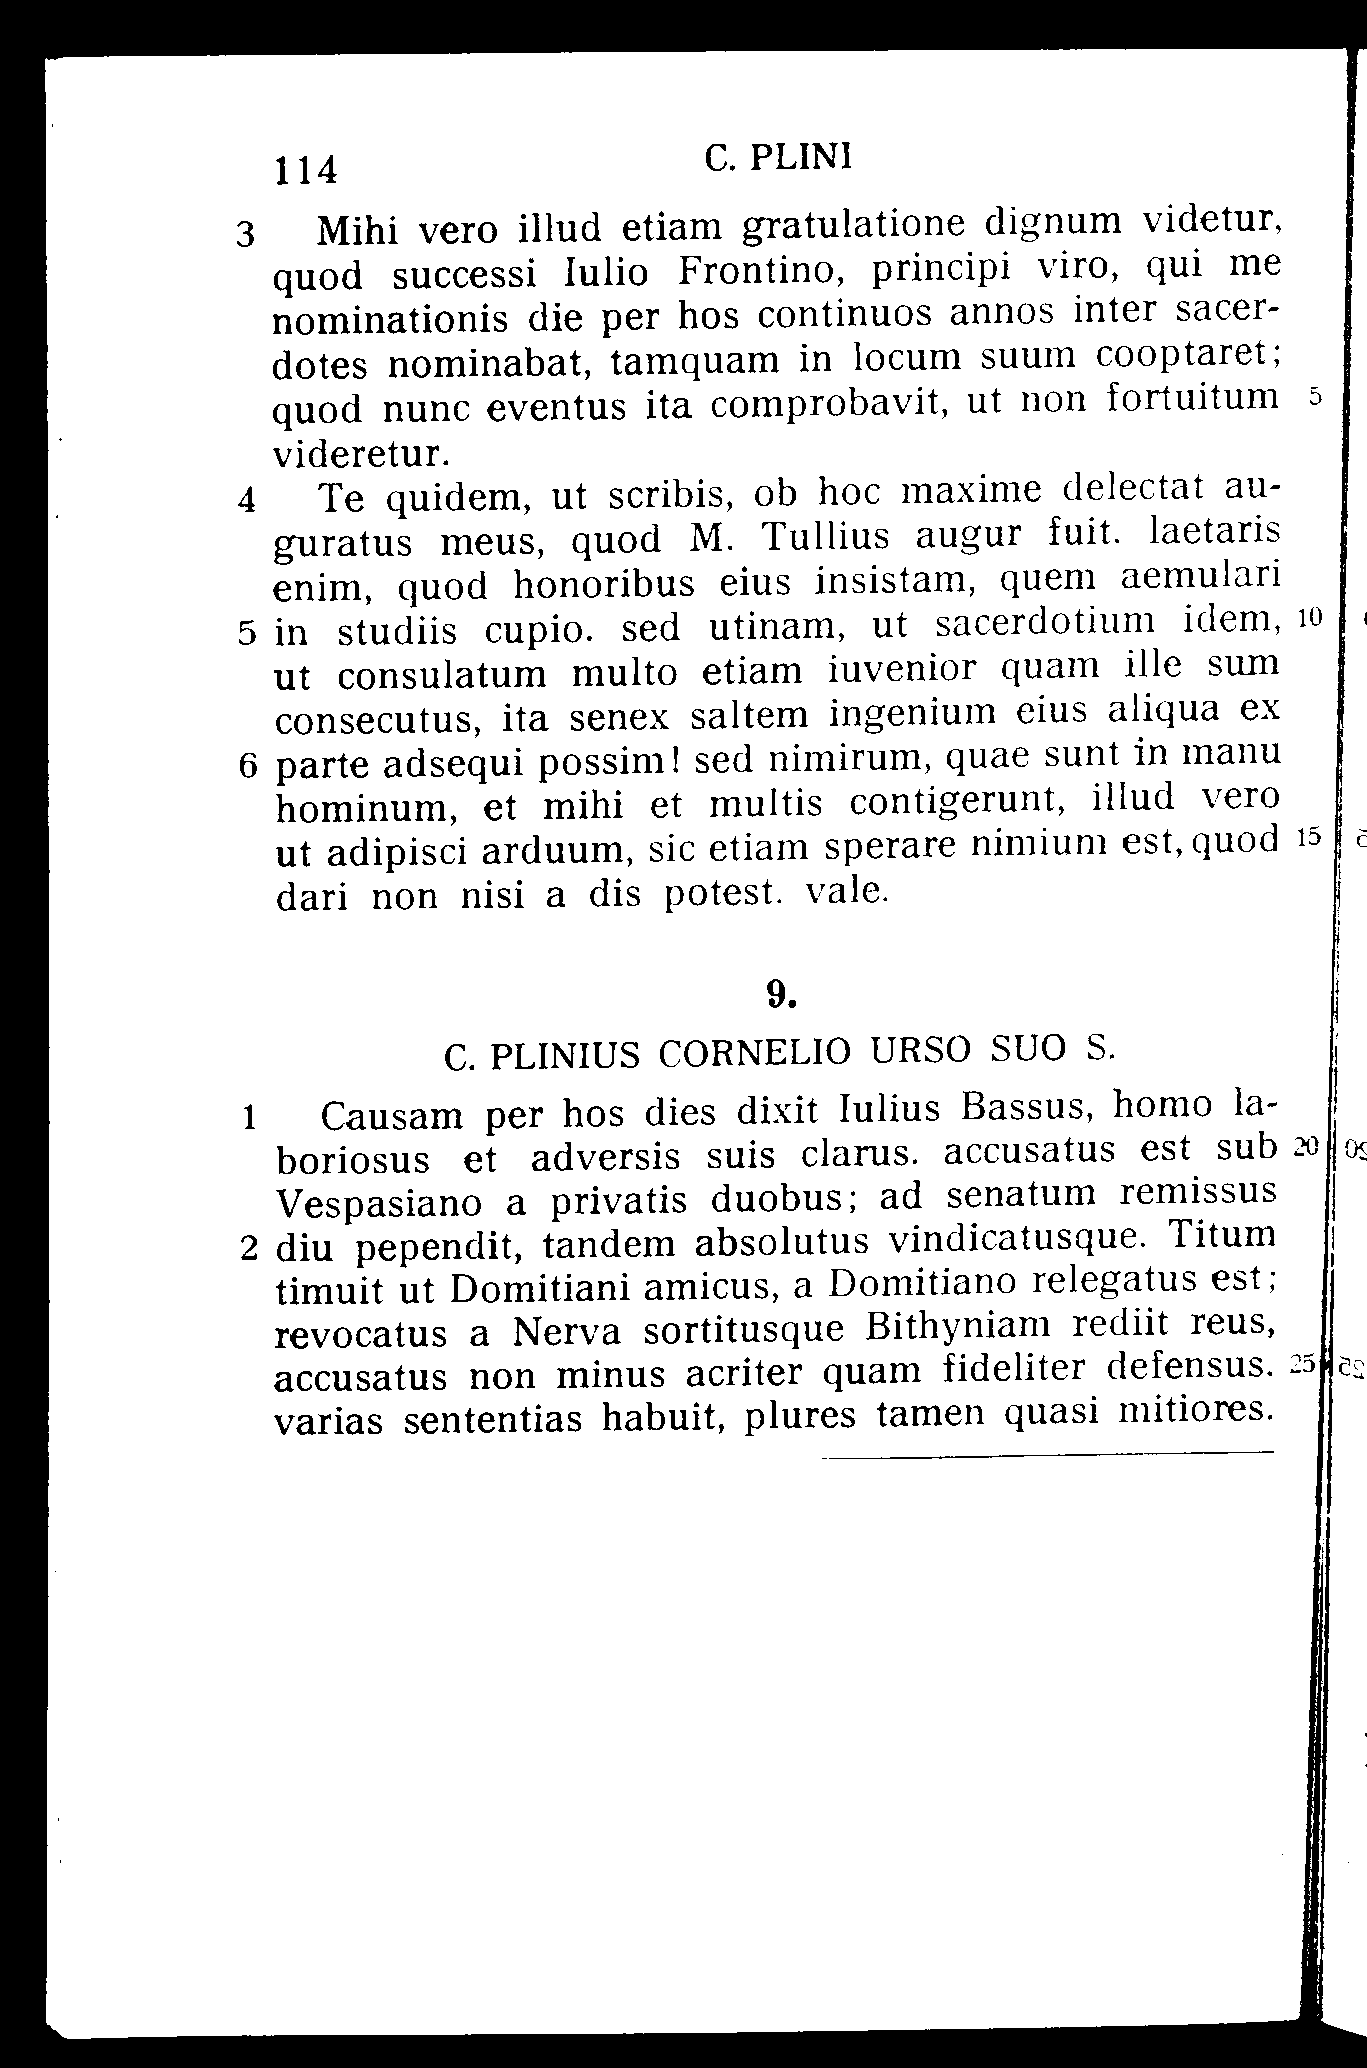 114 C. PLINI
3 Mihi vero illud etiam gratulatione dignum videtur,
quod successi Iulio Frontino, principi viro, qui me
nominationis die per hos continuos annos inter sacer-
dotes nominabat, tamquam in locum suum cooptaret;
quod nunc eventus ita comprobavit, ut non fortuitum 5
videretur.
4 Te quidem, ut scribis, ob hoc maxime delectat au-
guratus meus, quod M. Tullius augur fuit. laetaris
enim, quod honoribus eius insistam, quem aemulari
5 in studiis cupio. sed utinam, ut sacerdotium idem, 10
ut consulatum multo etiam iuvenior quam ille sum
consecutus, ita senex saltem ingenium eius aliqua ex
6 parte adsequi possim! sed nimirum, quae sunt in manu
hominum, et mihi et multis contigerunt, illud vero
ut adipisci arduum, sic etiam sperare nimium est, quod 15
dari non nisi a dis potest. vale.
9.
C. PLINIUS CORNELIO URSO SUO S.
1 Causam per hos dies dixit Iulius Bassus, homo la-
boriosus et adversis suis clarus. accusatus est sub 20
Vespasiano a privatis duobus; ad senatum remissus
2 diu pependit, tandem absolutus vindicatusque. Titum
timuit ut Domitiani amicus, a Domitiano relegatus est;
revocatus a Nerva sortitusque Bithyniam rediit reus,
accusatus non minus acriter quam fideliter defensus. 25
varias sententias habuit, plures tamen quasi mitiores.